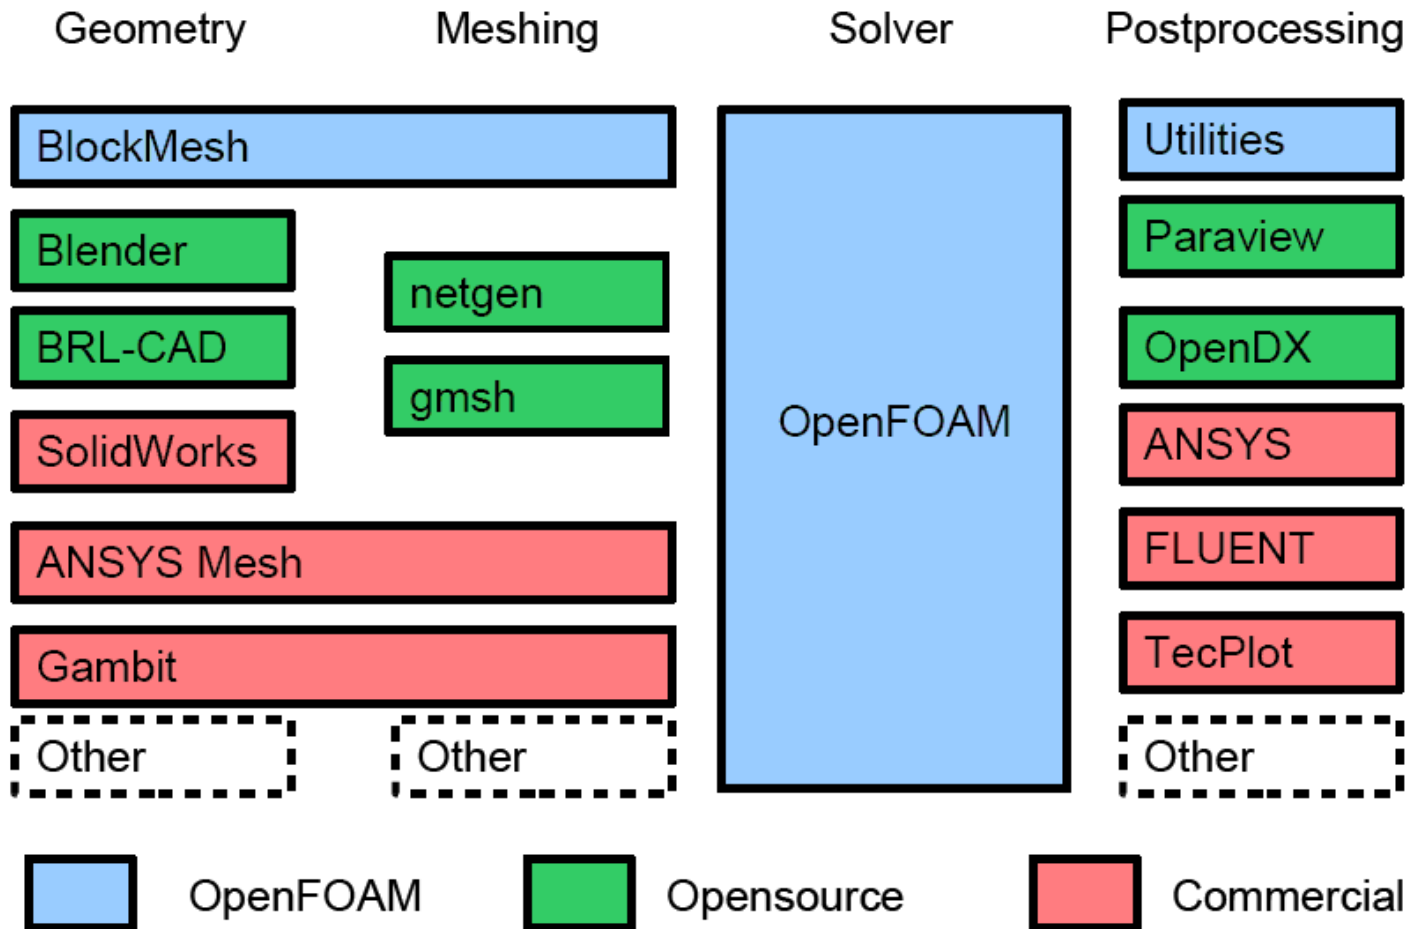 Geometry Meshing Solver Postprocessing
BlockMesh
Utilities
Blender
Paraview
netgen
BRL-CAD
OpenDX
gmsh
OpenFOAM
SolidWorks
ANSYS
ANSYS Mesh
FLUENT
Gambit
TecPlot
Other
Other
Other
OpenFOAM Opensource Commercial